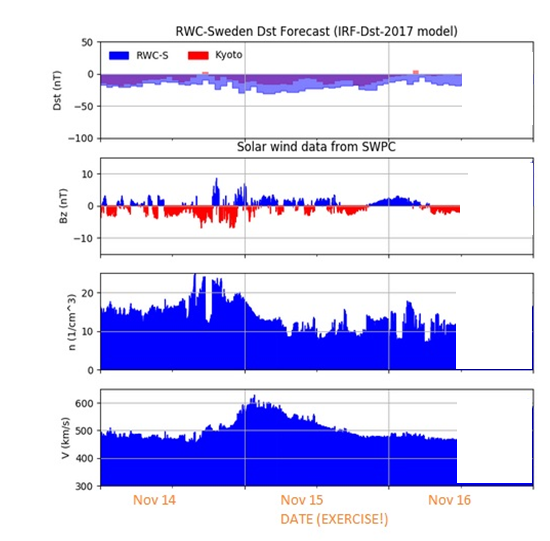 RWC-Sweden Dst Forecast (IRF-Dst-2017 model)
50
RWC-S Kyoto
0
Dst (nT)
−50
−100
Solar wind data from SWPC
10
Bz (nT)
0
−10
20
n (1/cm^3)
10
0
600
V (km/s)
500
400
300
Nov 14 Nov 15 Nov 16
DATE (EXERCISE!)